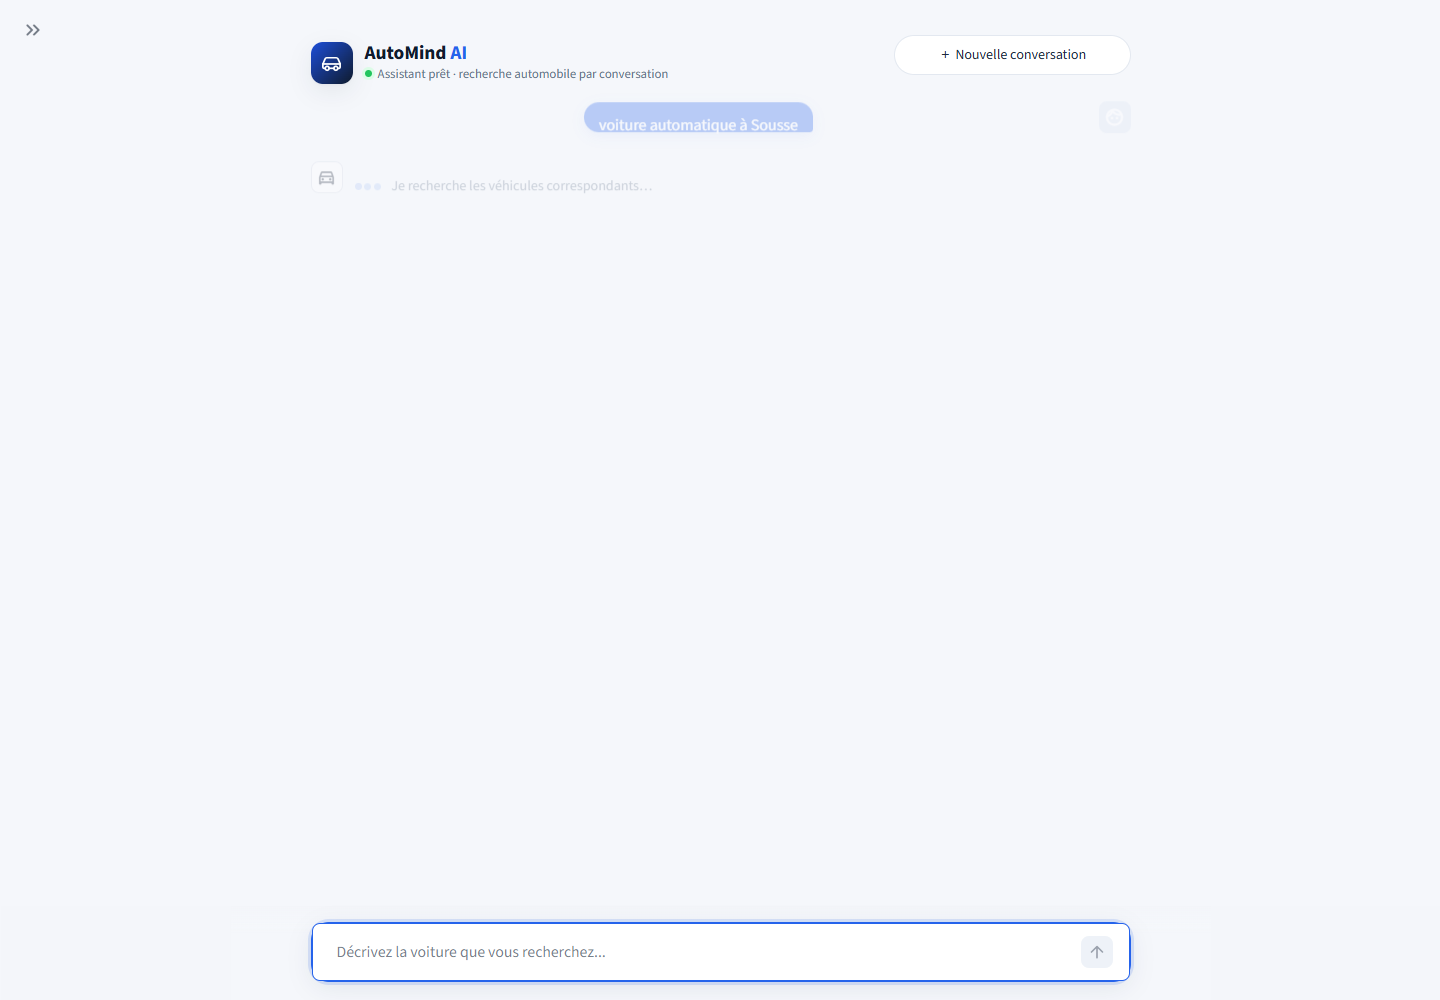 AutoMind AI
Assistant prêt · recherche automobile par conversation
+ Nouvelle conversation
voiture automatique à Sousse
Je recherche les véhicules correspondants...
Décrivez la voiture que vous recherchez...